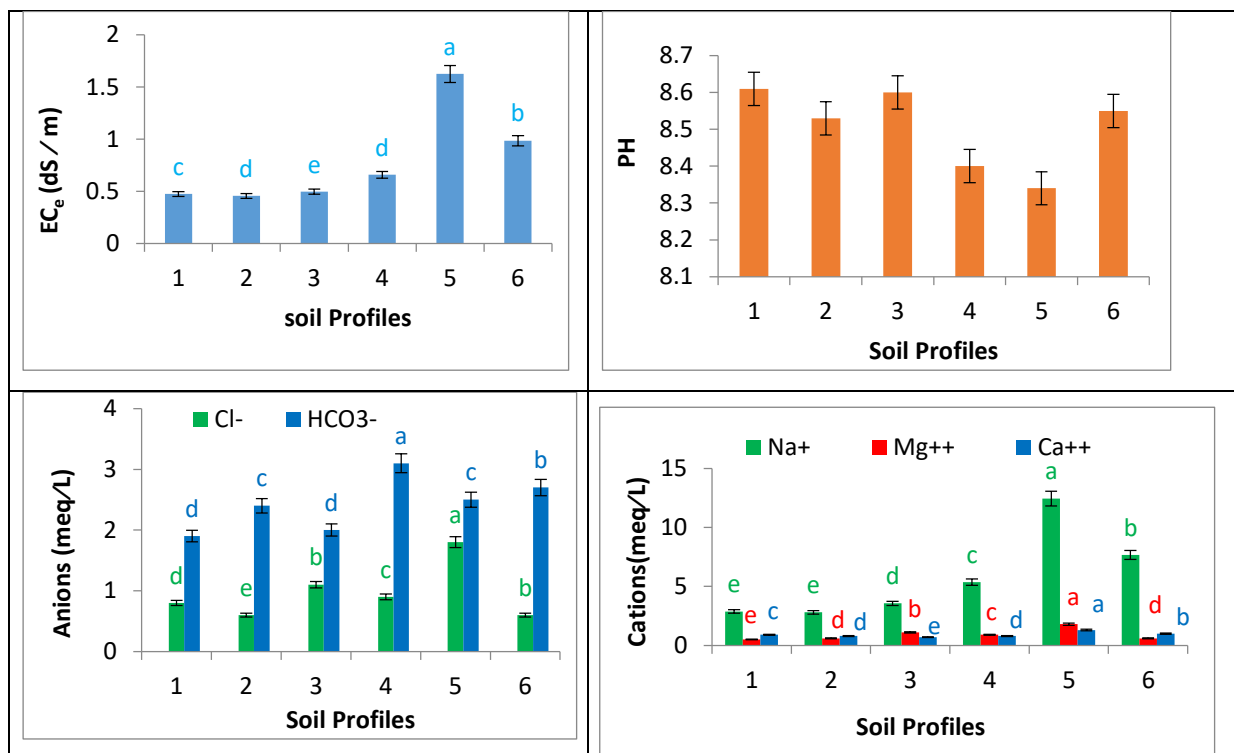 2
1.5
1
0.5
0
ECₑ (dS / m)
c d e d a b
1 2 3 4 5 6
soil Profiles
8.7
8.6
8.5
8.4
8.3
8.2
8.1
PH
1 2 3 4 5 6
Soil Profiles
Cl- HCO3-
4
3
2
1
0
Anions (meq/L)
d d e c b d c a a c b b
1 2 3 4 5 6
Soil Profiles
Na+ Mg++ Ca++
15
10
5
0
Cations(meq/L)
e e c e d d d b e c c d a a a b d b
1 2 3 4 5 6
Soil Profiles